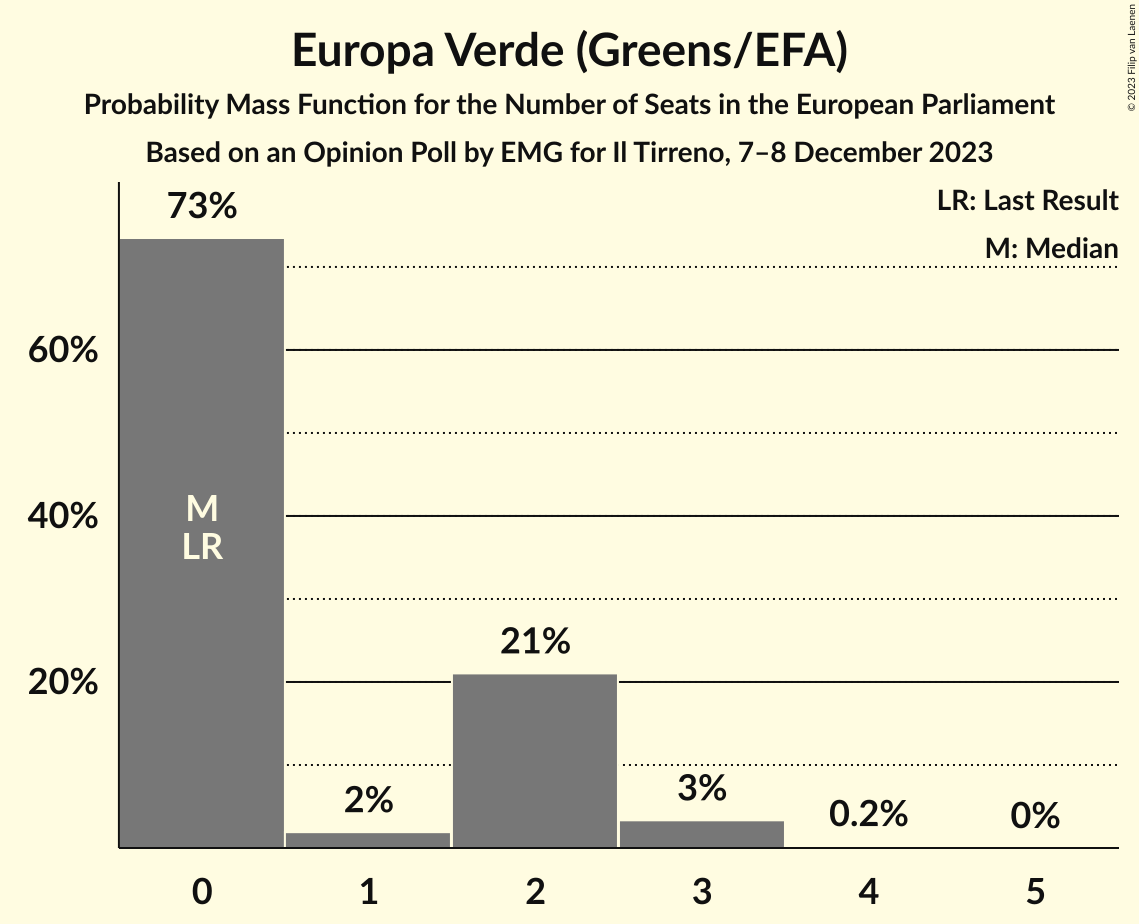 Europa Verde (Greens/EFA)
Probability Mass Function for the Number of Seats in the European Parliament
Based on an Opinion Poll by EMG for Il Tirreno, 7–8 December 2023
© 2023 Filip van Laenen
LR: Last Result
M: Median
73%
60%
40%
20%
M
LR
2%
21%
3%
0.2%
0%
0 1 2 3 4 5